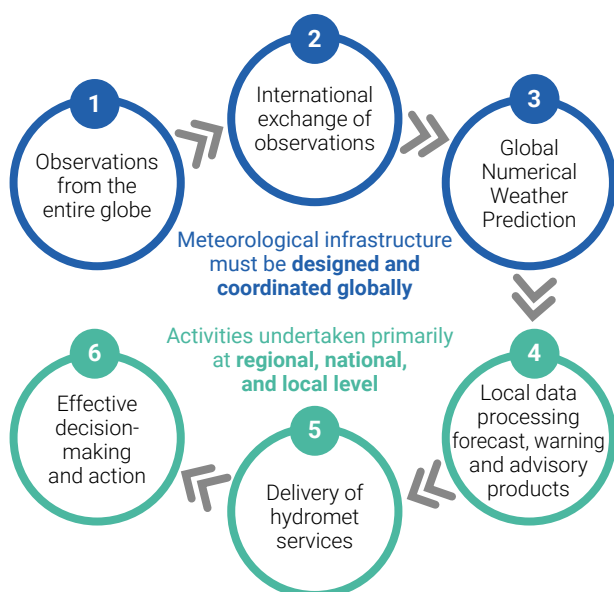 1
Observations
from the
entire globe
2
International
exchange of
observations
3
Global
Numerical
Weather
Prediction
Meteorological infrastructure
must be designed and
coordinated globally
Activities undertaken primarily
at regional, national,
and local level
4
Local data
processing
forecast, warning
and advisory
products
5
Delivery of
hydromet
services
6
Effective
decision-
making
and action